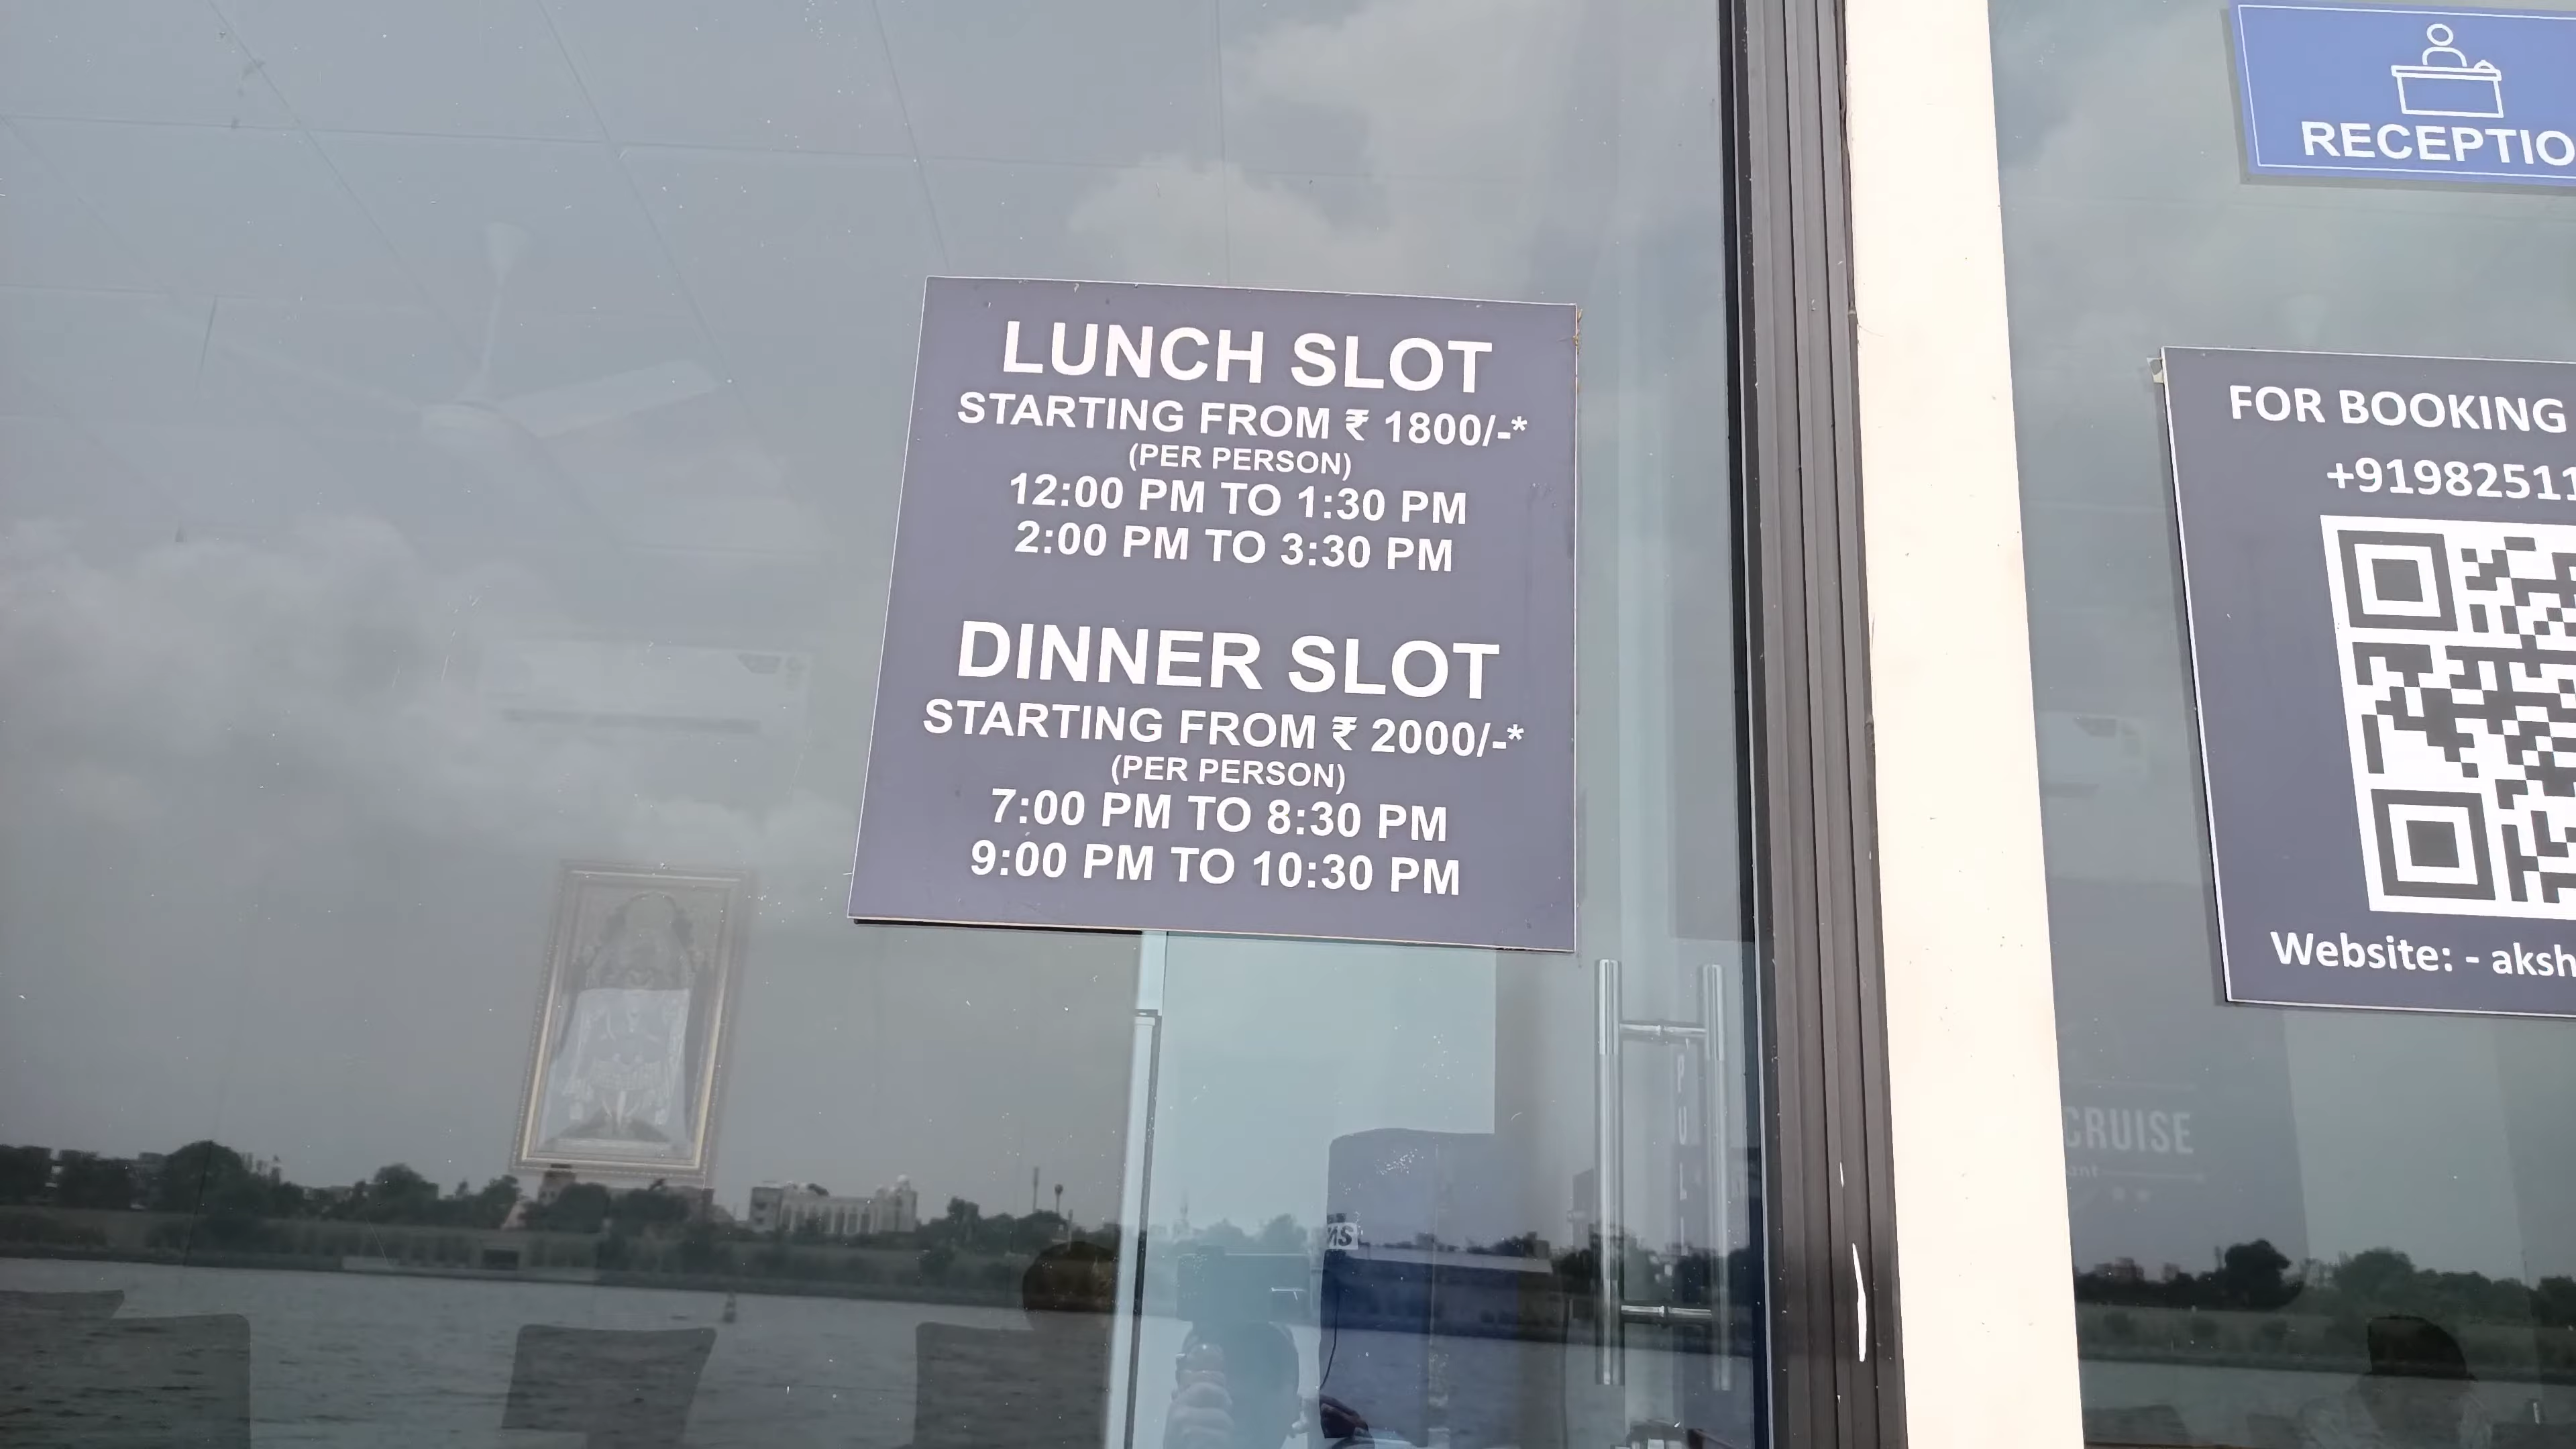 LUNCH SLOT
STARTING FROM ₹ 1800/-*
(PER PERSON)
12:00 PM TO 1:30 PM
2:00 PM TO 3:30 PM
DINNER SLOT
STARTING FROM ₹ 2000/-*
(PER PERSON)
7:00 PM TO 8:30 PM
9:00 PM TO 10:30 PM
RECEPTIO
FOR BOOKING
+9198251
Website: - aksh
CRUISE
PULL